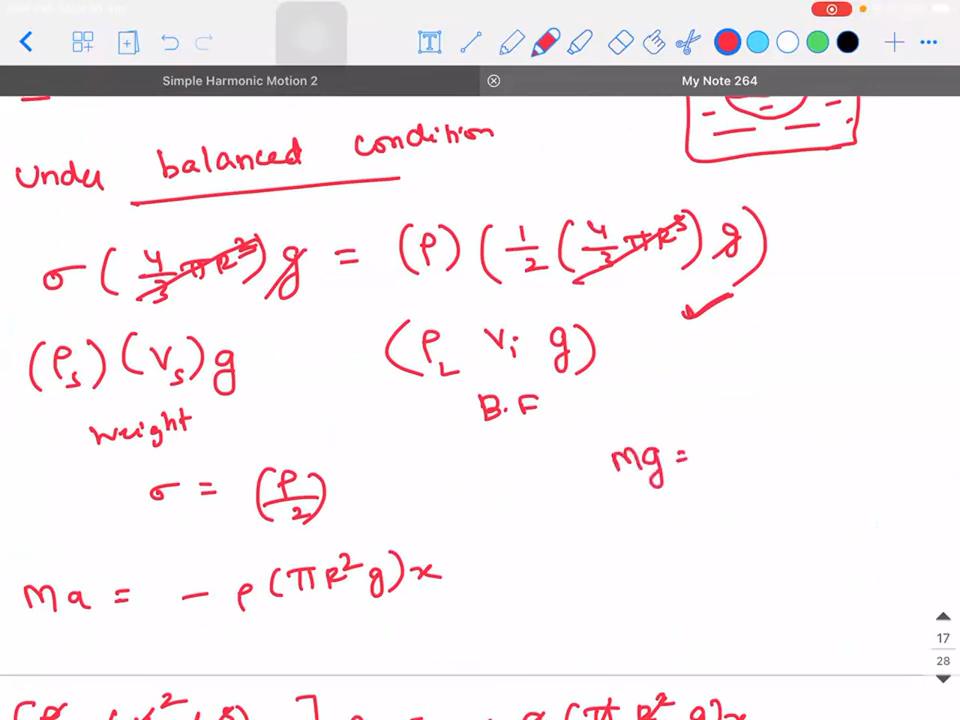 Simple Harmonic Motion 2
My Note 264
Under balanced condition
σ (4/3 πR³) g = (ρ) (1/2 (4/3 πR³) g)
(ρs) (Vs) g (ρL Vi g)
Weight B.F
mg =
σ = (ρ/2)
Ma = - ρ (πR² g) x
17
28